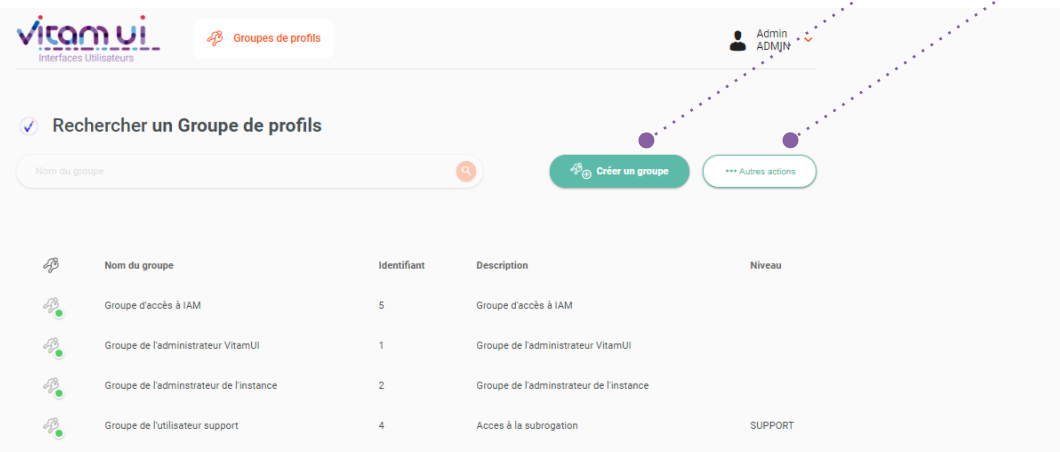 vitam ui
Interfaces Utilisateurs
Groupes de profils
Admin
ADMIN
Rechercher un Groupe de profils
Nom du groupe
Créer un groupe
Autres actions
Nom du groupe Identifiant Description Niveau
Groupe d'accès à IAM 5 Groupe d'accès à IAM
Groupe de l'administrateur VitamUI 1 Groupe de l'administrateur VitamUI
Groupe de l'adminstrateur de l'instance 2 Groupe de l'adminstrateur de l'instance
Groupe de l'utilisateur support 4 Acces à la subrogation SUPPORT